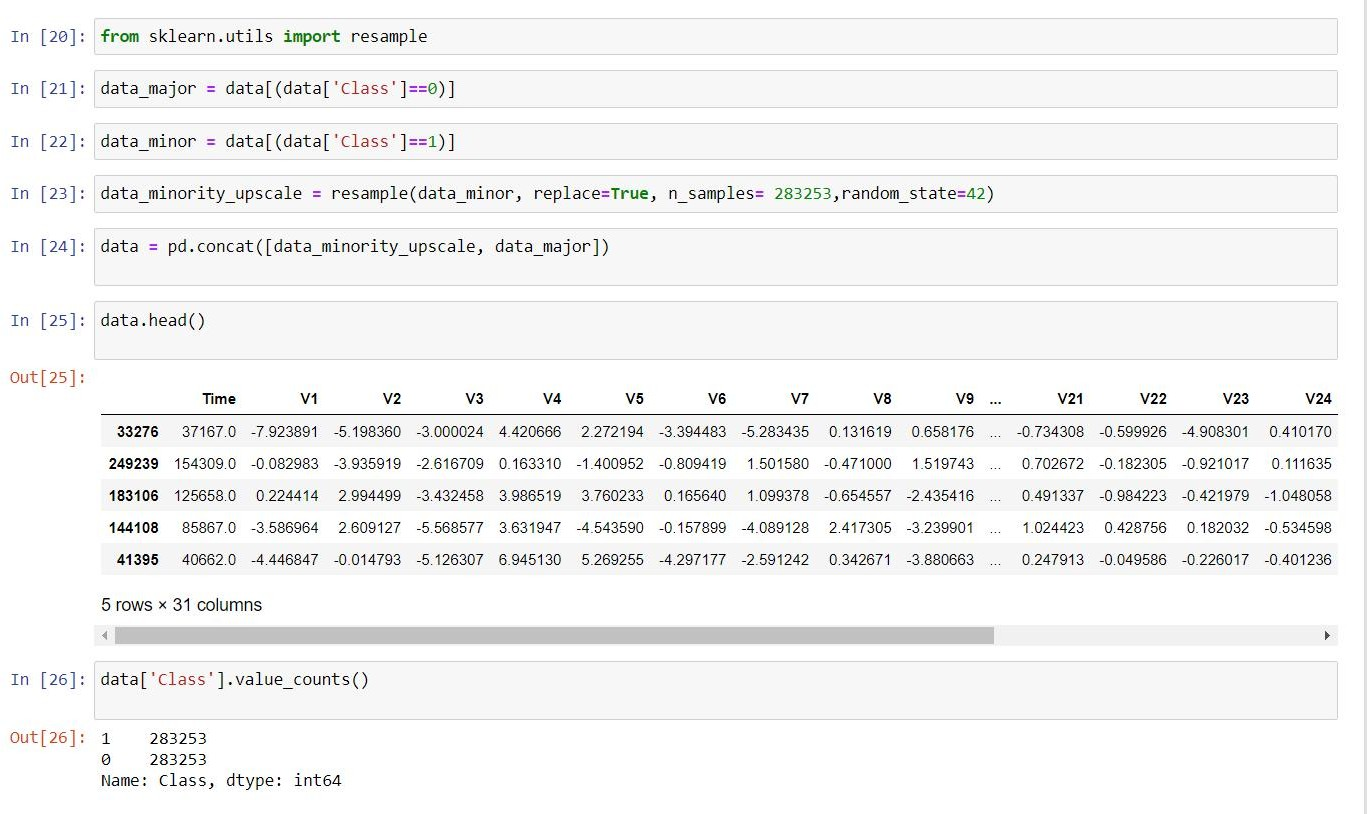 In [20]: from sklearn.utils import resample
In [21]: data_major = data[(data['Class']==0)]
In [22]: data_minor = data[(data['Class']==1)]
In [23]: data_minority_upscale = resample(data_minor, replace=True, n_samples= 283253,random_state=42)
In [24]: data = pd.concat([data_minority_upscale, data_major])
In [25]: data.head()
Out[25]:
Time V1 V2 V3 V4 V5 V6 V7 V8 V9 ... V21 V22 V23 V24
33276 37167.0 -7.923891 -5.198360 -3.000024 4.420666 2.272194 -3.394483 -5.283435 0.131619 0.658176 ... -0.734308 -0.599926 -4.908301 0.410170
249239 154309.0 -0.082983 -3.935919 -2.616709 0.163310 -1.400952 -0.809419 1.501580 -0.471000 1.519743 ... 0.702672 -0.182305 -0.921017 0.111635
183106 125658.0 0.224414 2.994499 -3.432458 3.986519 3.760233 0.165640 1.099378 -0.654557 -2.435416 ... 0.491337 -0.984223 -0.421979 -1.048058
144108 85867.0 -3.586964 2.609127 -5.568577 3.631947 -4.543590 -0.157899 -4.089128 2.417305 -3.239901 ... 1.024423 0.428756 0.182032 -0.534598
41395 40662.0 -4.446847 -0.014793 -5.126307 6.945130 5.269255 -4.297177 -2.591242 0.342671 -3.880663 ... 0.247913 -0.049586 -0.226017 -0.401236
5 rows × 31 columns
In [26]: data['Class'].value_counts()
Out[26]: 1 283253
0 283253
Name: Class, dtype: int64